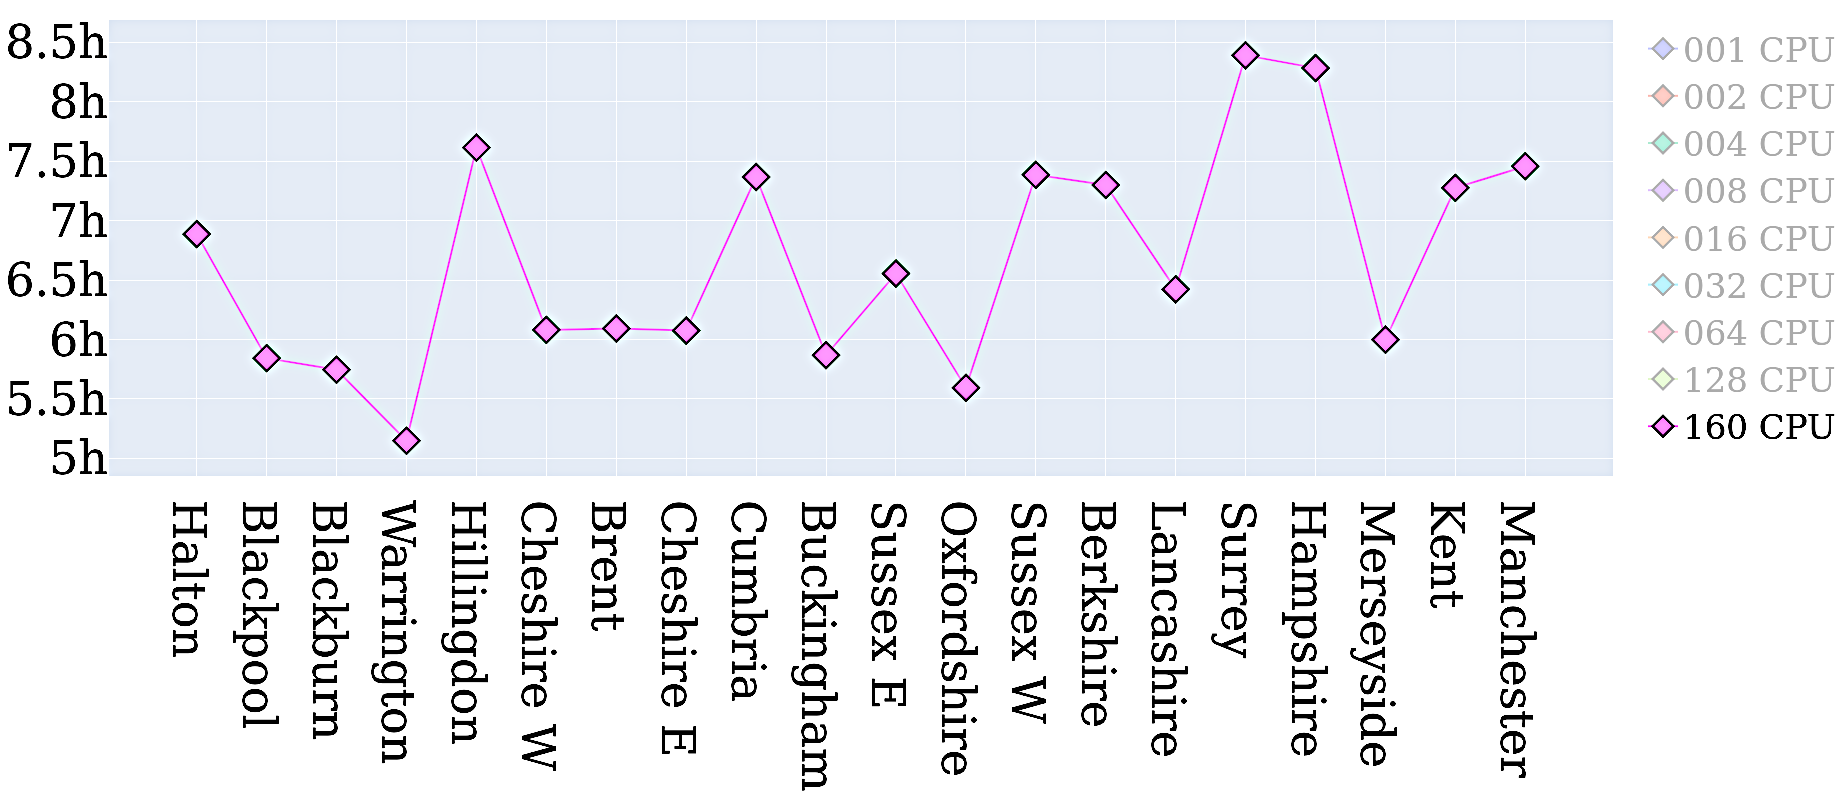 8.5h
8h
7.5h
7h
6.5h
6h
5.5h
5h
Halton
Blackpool
Blackburn
Warrington
Hillingdon
Cheshire W
Brent
Cheshire E
Cumbria
Buckingham
Sussex E
Oxfordshire
Sussex W
Berkshire
Lancashire
Surrey
Hampshire
Merseyside
Kent
Manchester
001 CPU
002 CPU
004 CPU
008 CPU
016 CPU
032 CPU
064 CPU
128 CPU
160 CPU